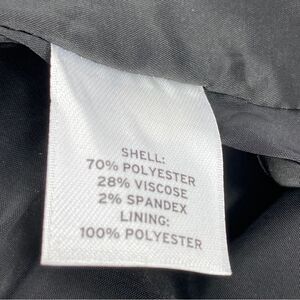 SHELL:
70% POLYESTER
28% VISCOSE
2% SPANDEX
LINING:
100% POLYESTER